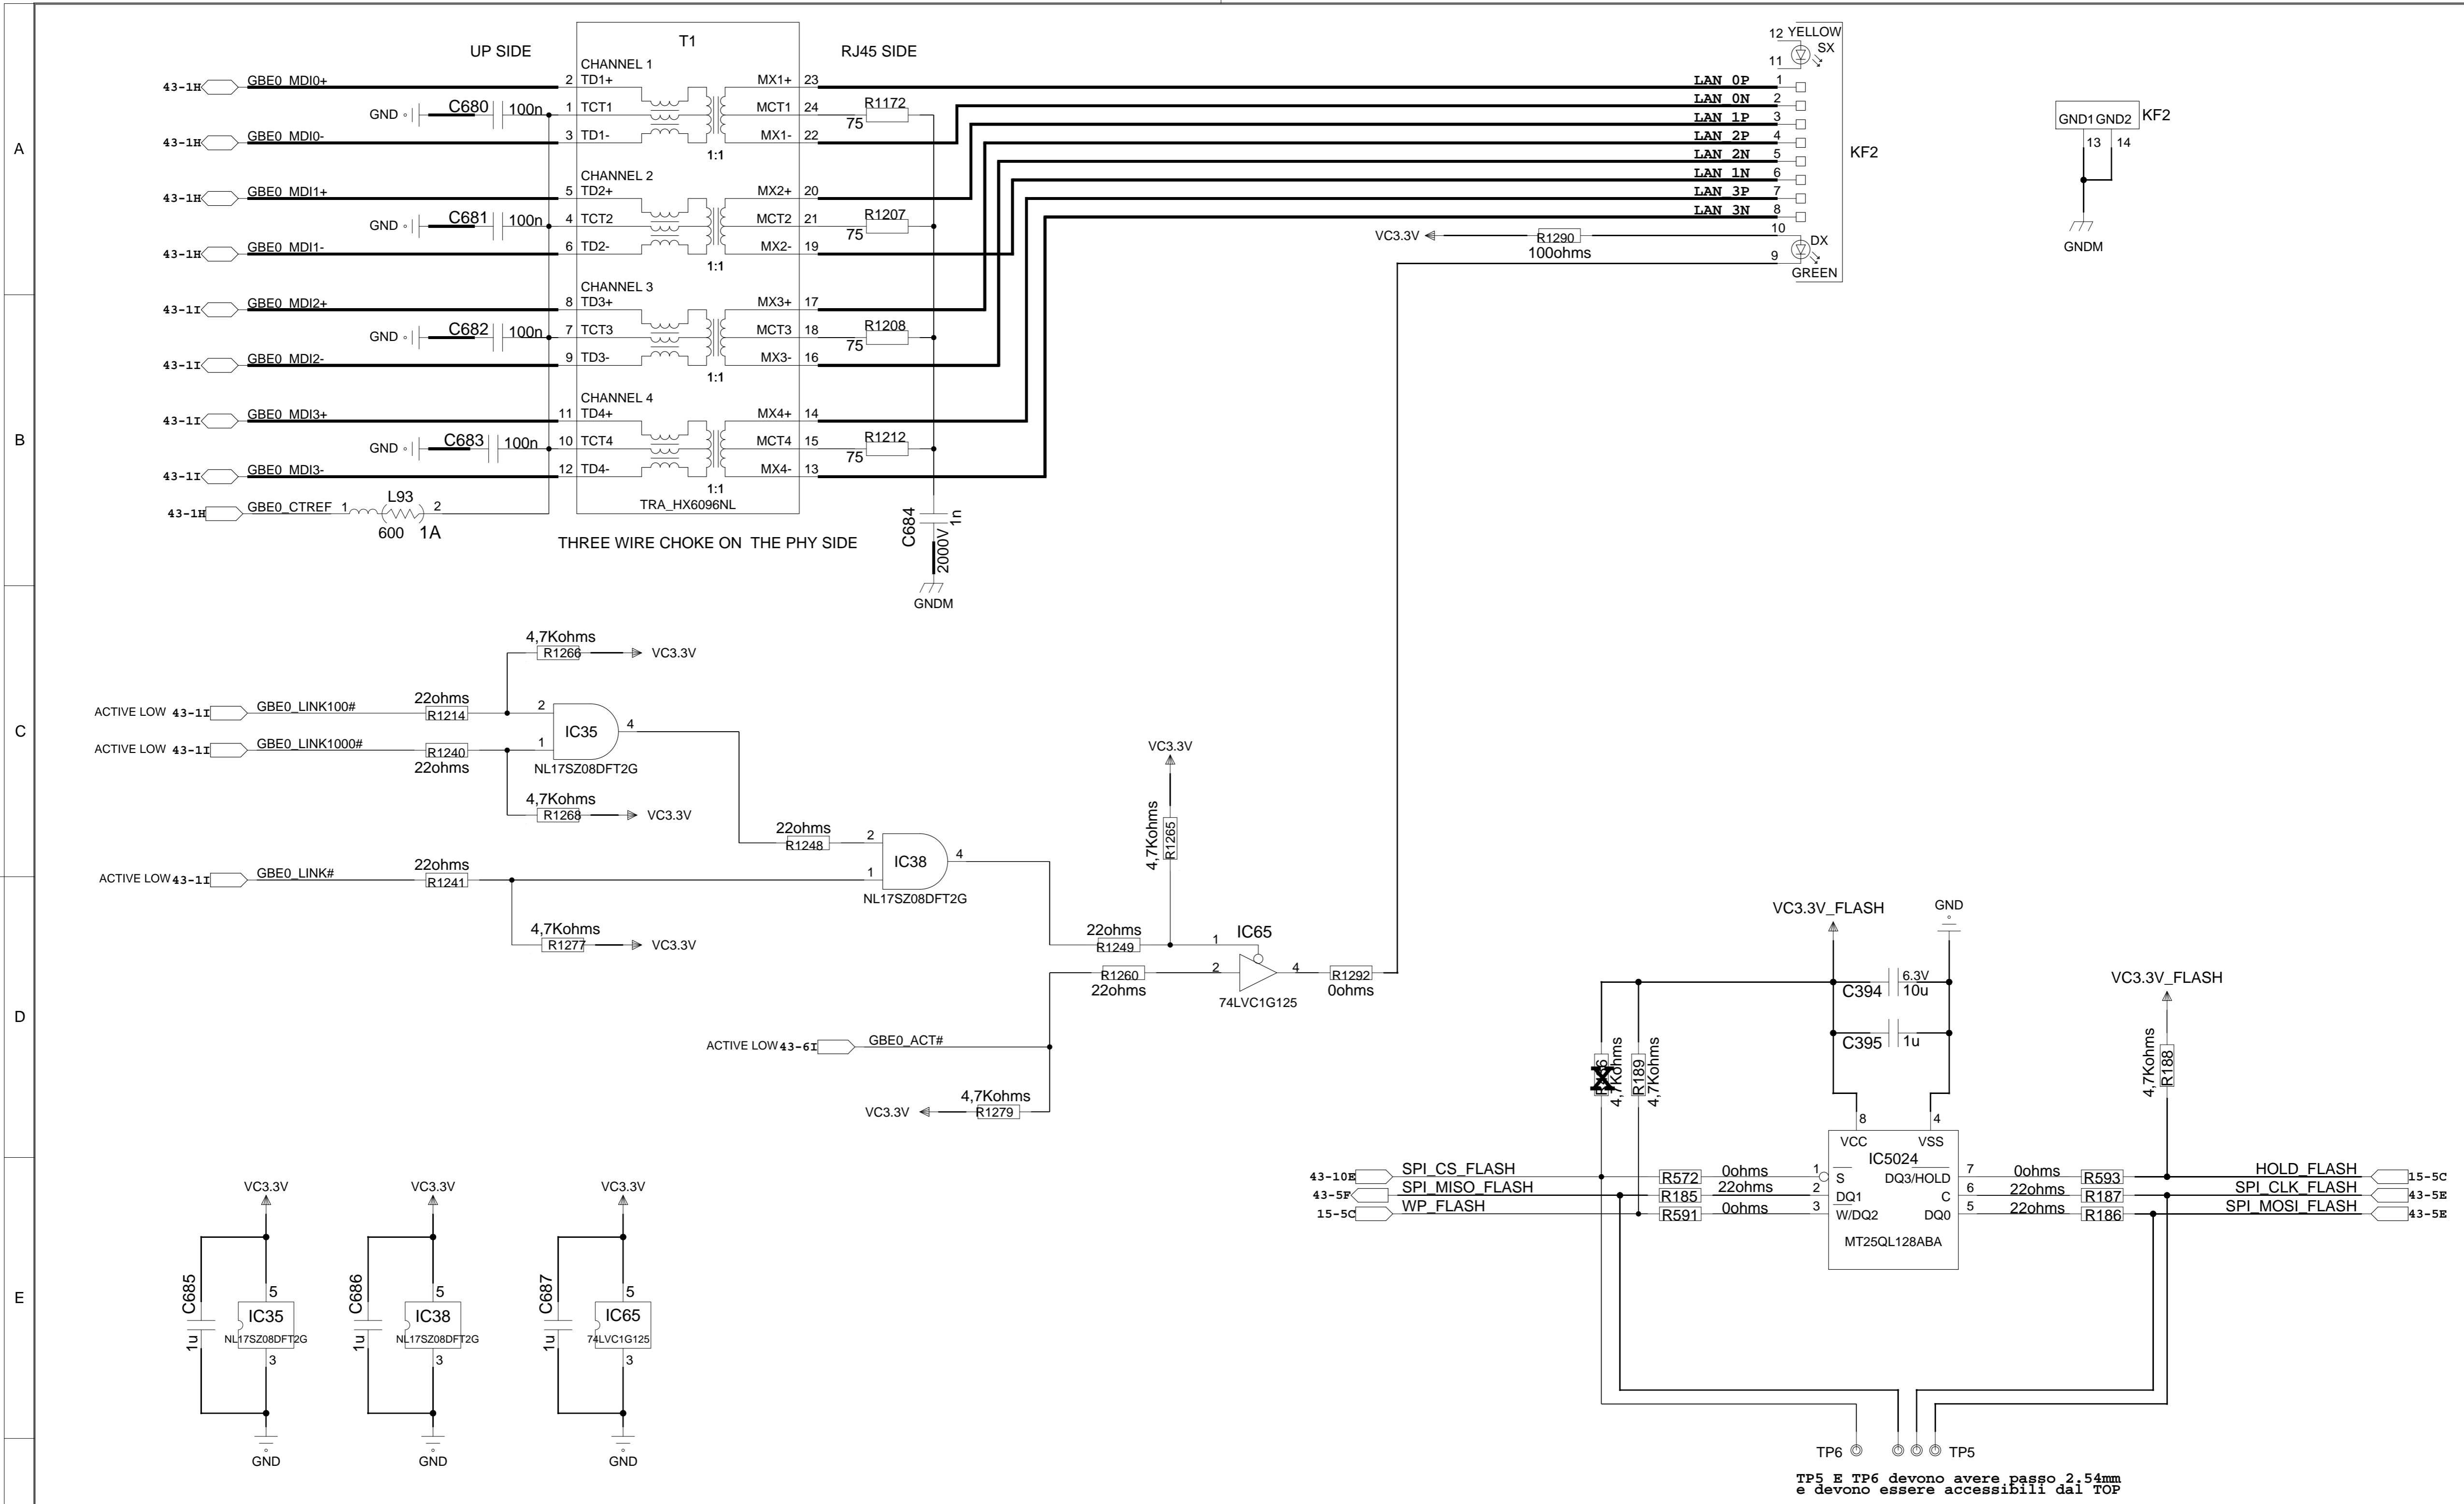 A
B
C
D
E
UP SIDE
T1
RJ45 SIDE
CHANNEL 1
43-1H GBE0_MDI0+ 2 TD1+ MX1+ 23
GND C680 100n 1 TCT1 MCT1 24 R1172 75
43-1H GBE0_MDI0- 3 TD1- MX1- 22
1:1
CHANNEL 2
43-1H GBE0_MDI1+ 5 TD2+ MX2+ 20
GND C681 100n 4 TCT2 MCT2 21 R1207 75
43-1H GBE0_MDI1- 6 TD2- MX2- 19
1:1
CHANNEL 3
43-1I GBE0_MDI2+ 8 TD3+ MX3+ 17
GND C682 100n 7 TCT3 MCT3 18 R1208 75
43-1I GBE0_MDI2- 9 TD3- MX3- 16
1:1
CHANNEL 4
43-1I GBE0_MDI3+ 11 TD4+ MX4+ 14
GND C683 100n 10 TCT4 MCT4 15 R1212 75
43-1I GBE0_MDI3- 12 TD4- MX4- 13
1:1
TRA_HX6096NL
43-1H GBE0_CTREF 1 L93 2
600 1A
THREE WIRE CHOKE ON THE PHY SIDE
C684 1n
2000V
GNDM
12 YELLOW
SX
11
LAN_0P 1
LAN_0N 2
LAN_1P 3
LAN_2P 4
LAN_2N 5
LAN_1N 6
LAN_3P 7
LAN_3N 8
KF2
VC3.3V R1290 10
100ohms
DX
9
GREEN
GND1 GND2 KF2
13 14
GNDM
4,7Kohms
R1266 VC3.3V
22ohms
ACTIVE LOW 43-1I GBE0_LINK100# R1214 2
IC35 4
ACTIVE LOW 43-1I GBE0_LINK1000# R1240 1
22ohms
NL17SZ08DFT2G
4,7Kohms
R1268 VC3.3V
22ohms
R1248 2
IC38 4
22ohms
ACTIVE LOW 43-1I GBE0_LINK# R1241 1
NL17SZ08DFT2G
4,7Kohms
R1277 VC3.3V
VC3.3V
4,7Kohms
R1265
22ohms
R1249 1 IC65
R1260 2 4 R1292
22ohms
0ohms
74LVC1G125
ACTIVE LOW 43-6I GBE0_ACT#
4,7Kohms
VC3.3V R1279
VC3.3V
C685
1u
5
IC35
NL17SZ08DFT2G
3
GND
VC3.3V
C686
1u
5
IC38
NL17SZ08DFT2G
3
GND
VC3.3V
C687
1u
5
IC65
74LVC1G125
3
GND
VC3.3V_FLASH
GND
6.3V
C394 10u
C395 1u
VC3.3V_FLASH
4,7Kohms
R188
4,7Kohms
R189
4,7Kohms
8 4
VCC VSS
IC5024
43-10E SPI_CS_FLASH R572 0ohms 1 S DQ3/HOLD 7 0ohms R593 HOLD_FLASH 15-5C
43-5F SPI_MISO_FLASH R185 22ohms 2 DQ1 C 6 22ohms R187 SPI_CLK_FLASH 43-5E
15-5C WP_FLASH R591 0ohms 3 W/DQ2 DQ0 5 22ohms R186 SPI_MOSI_FLASH 43-5E
MT25QL128ABA
TP6 TP5
TP5 E TP6 devono avere passo 2.54mm
e devono essere accessibili dal TOP